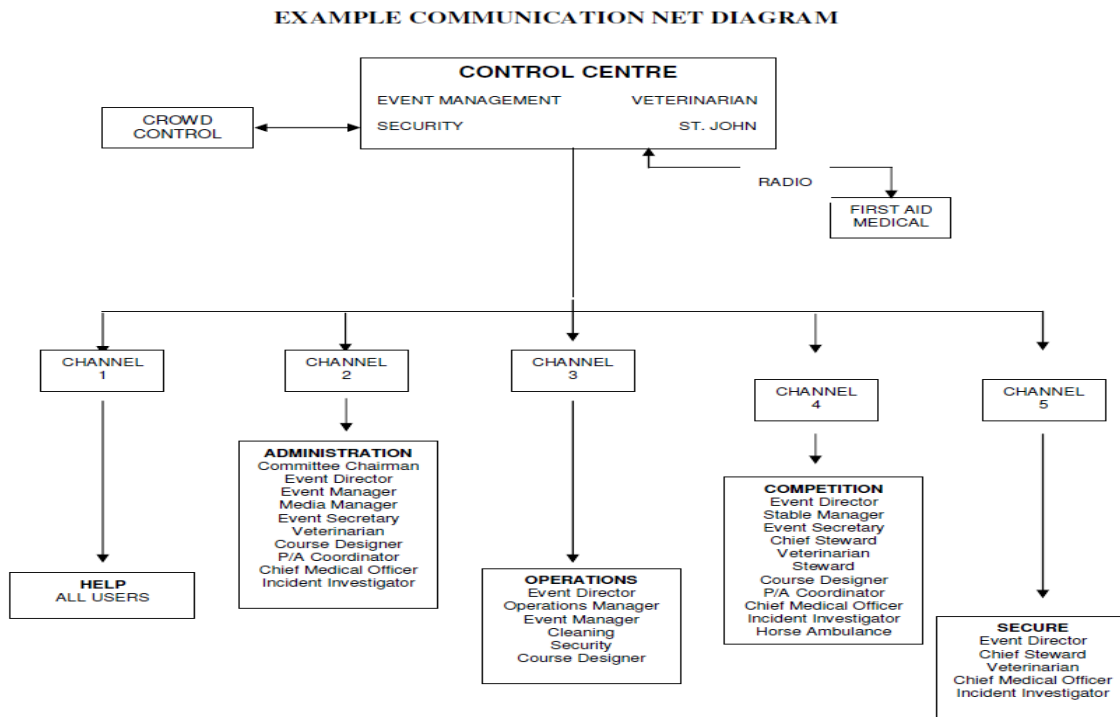 EXAMPLE COMMUNICATION NET DIAGRAM
CONTROL CENTRE
EVENT MANAGEMENT VETERINARIAN
SECURITY ST. JOHN
CROWD
CONTROL
RADIO
FIRST AID
MEDICAL
CHANNEL
1
CHANNEL
2
CHANNEL
3
CHANNEL
4
CHANNEL
5
HELP
ALL USERS
ADMINISTRATION
Committee Chairman
Event Director
Event Manager
Media Manager
Event Secretary
Veterinarian
Course Designer
P/A Coordinator
Chief Medical Officer
Incident Investigator
OPERATIONS
Event Director
Operations Manager
Event Manager
Cleaning
Security
Course Designer
COMPETITION
Event Director
Stable Manager
Event Secretary
Chief Steward
Veterinarian
Steward
Course Designer
P/A Coordinator
Chief Medical Officer
Incident Investigator
Horse Ambulance
SECURE
Event Director
Chief Steward
Veterinarian
Chief Medical Officer
Incident Investigator